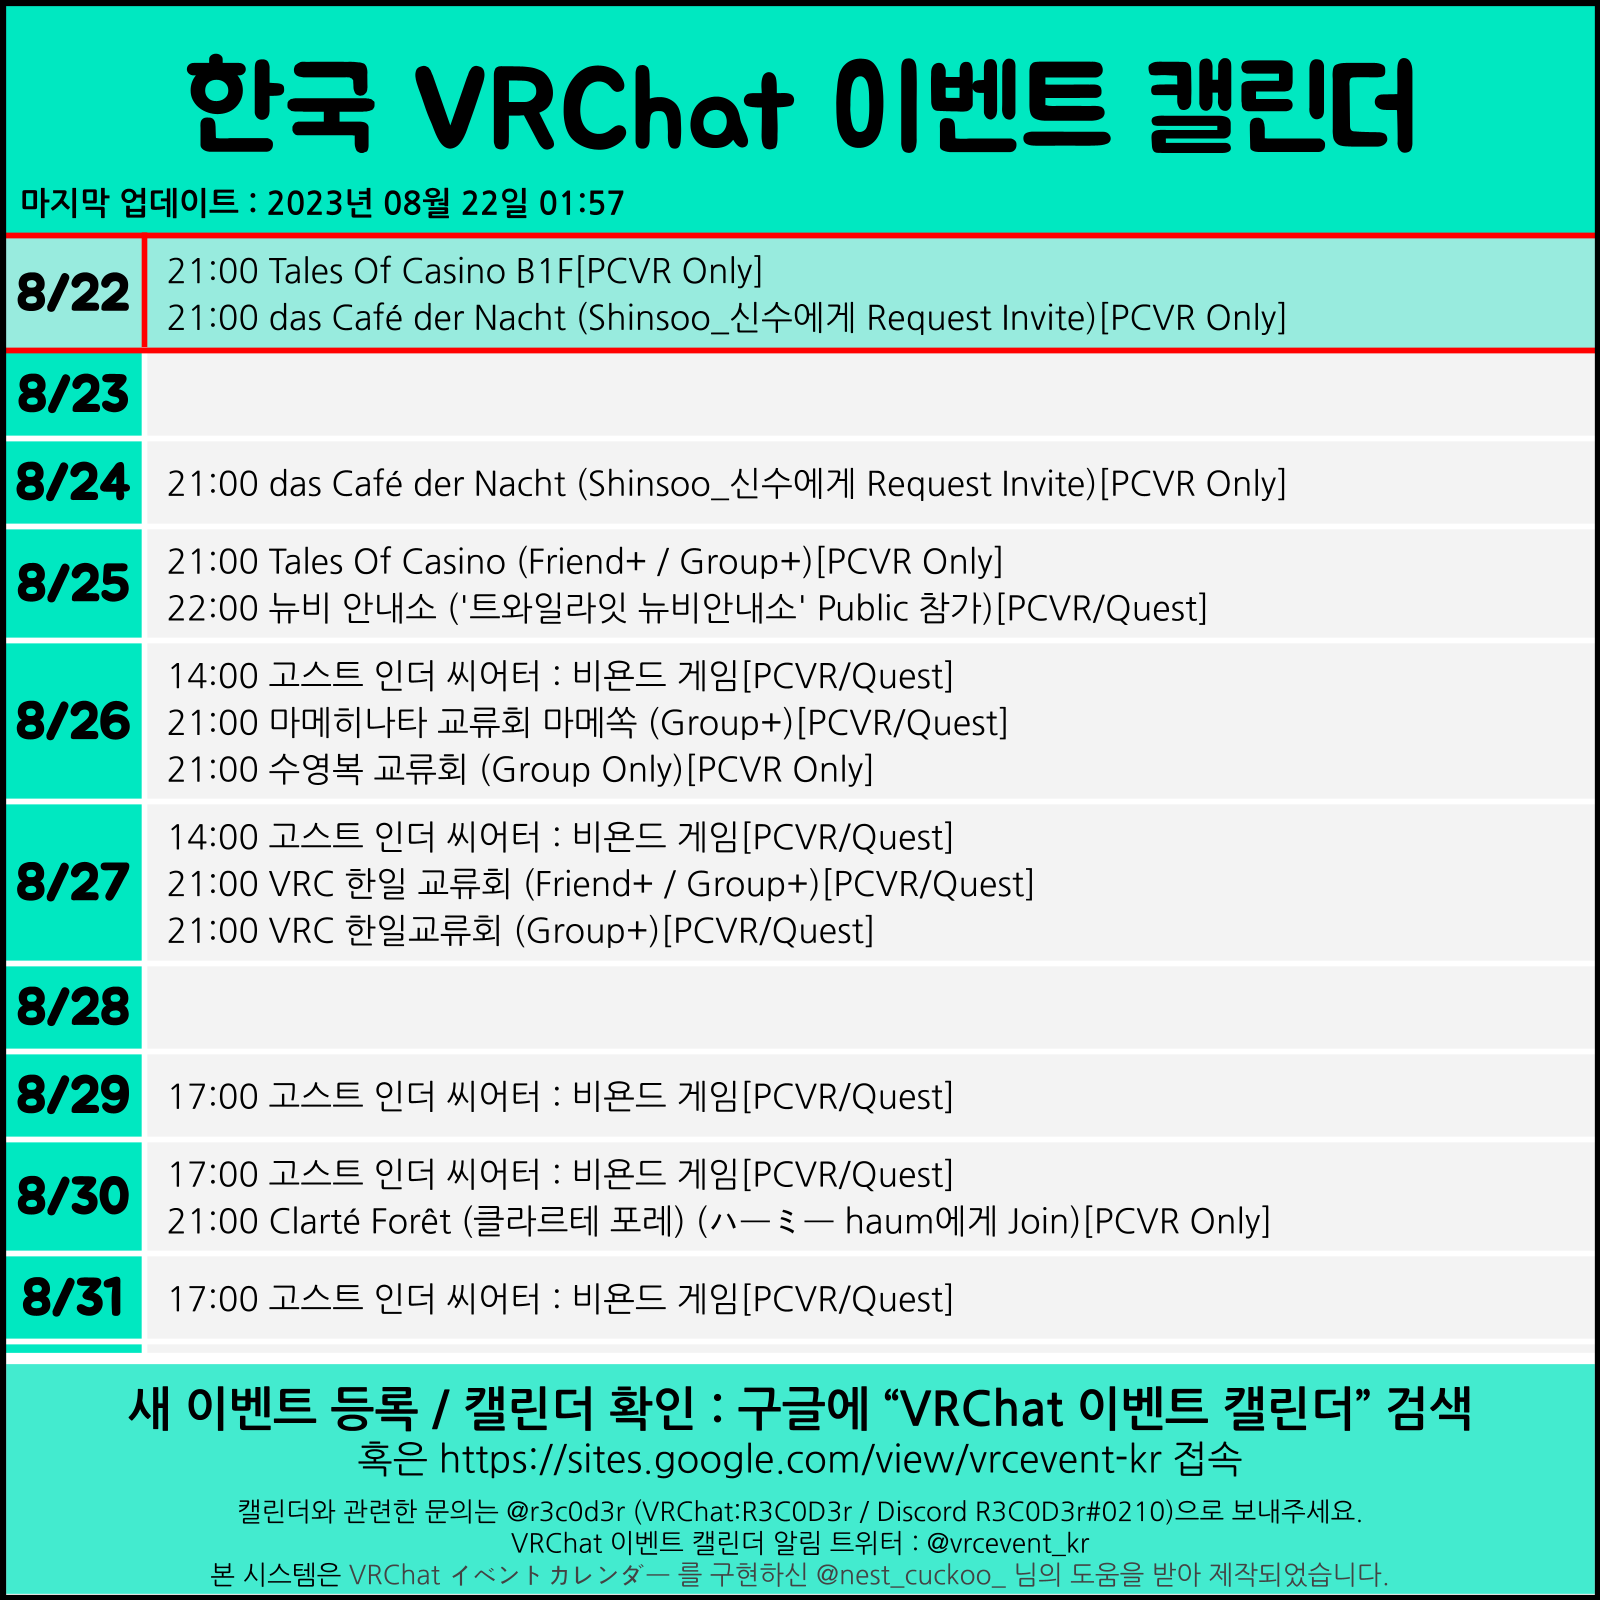 한국 VRChat 이벤트 캘린더
마지막 업데이트 : 2023년 08월 22일 01:57
8/22
21:00 Tales Of Casino B1F[PCVR Only]
21:00 das Café der Nacht (Shinsoo_신수에게 Request Invite)[PCVR Only]
8/23
8/24
21:00 das Café der Nacht (Shinsoo_신수에게 Request Invite)[PCVR Only]
8/25
21:00 Tales Of Casino (Friend+ / Group+)[PCVR Only]
22:00 뉴비 안내소 ('트와일라잇 뉴비안내소' Public 참가)[PCVR/Quest]
8/26
14:00 고스트 인더 씨어터 : 비욘드 게임[PCVR/Quest]
21:00 마메히나타 교류회 마메쏙 (Group+)[PCVR/Quest]
21:00 수영복 교류회 (Group Only)[PCVR Only]
8/27
14:00 고스트 인더 씨어터 : 비욘드 게임[PCVR/Quest]
21:00 VRC 한일 교류회 (Friend+ / Group+)[PCVR/Quest]
21:00 VRC 한일교류회 (Group+)[PCVR/Quest]
8/28
8/29
17:00 고스트 인더 씨어터 : 비욘드 게임[PCVR/Quest]
8/30
17:00 고스트 인더 씨어터 : 비욘드 게임[PCVR/Quest]
21:00 Clarté Forêt (클라르테 포레) (ハーミー haum에게 Join)[PCVR Only]
8/31
17:00 고스트 인더 씨어터 : 비욘드 게임[PCVR/Quest]
새 이벤트 등록 / 캘린더 확인 : 구글에 “VRChat 이벤트 캘린더” 검색
혹은 https://sites.google.com/view/vrcevent-kr 접속
캘린더와 관련한 문의는 @r3c0d3r (VRChat:R3C0D3r / Discord R3C0D3r#0210)으로 보내주세요.
VRChat 이벤트 캘린더 알림 트위터 : @vrcevent_kr
본 시스템은 VRChat イベントカレンダー 를 구현하신 @nest_cuckoo_ 님의 도움을 받아 제작되었습니다.